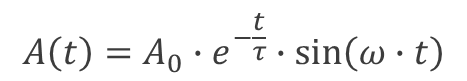 A(t) = A₀ · e^(−t/τ) · sin(ω · t)